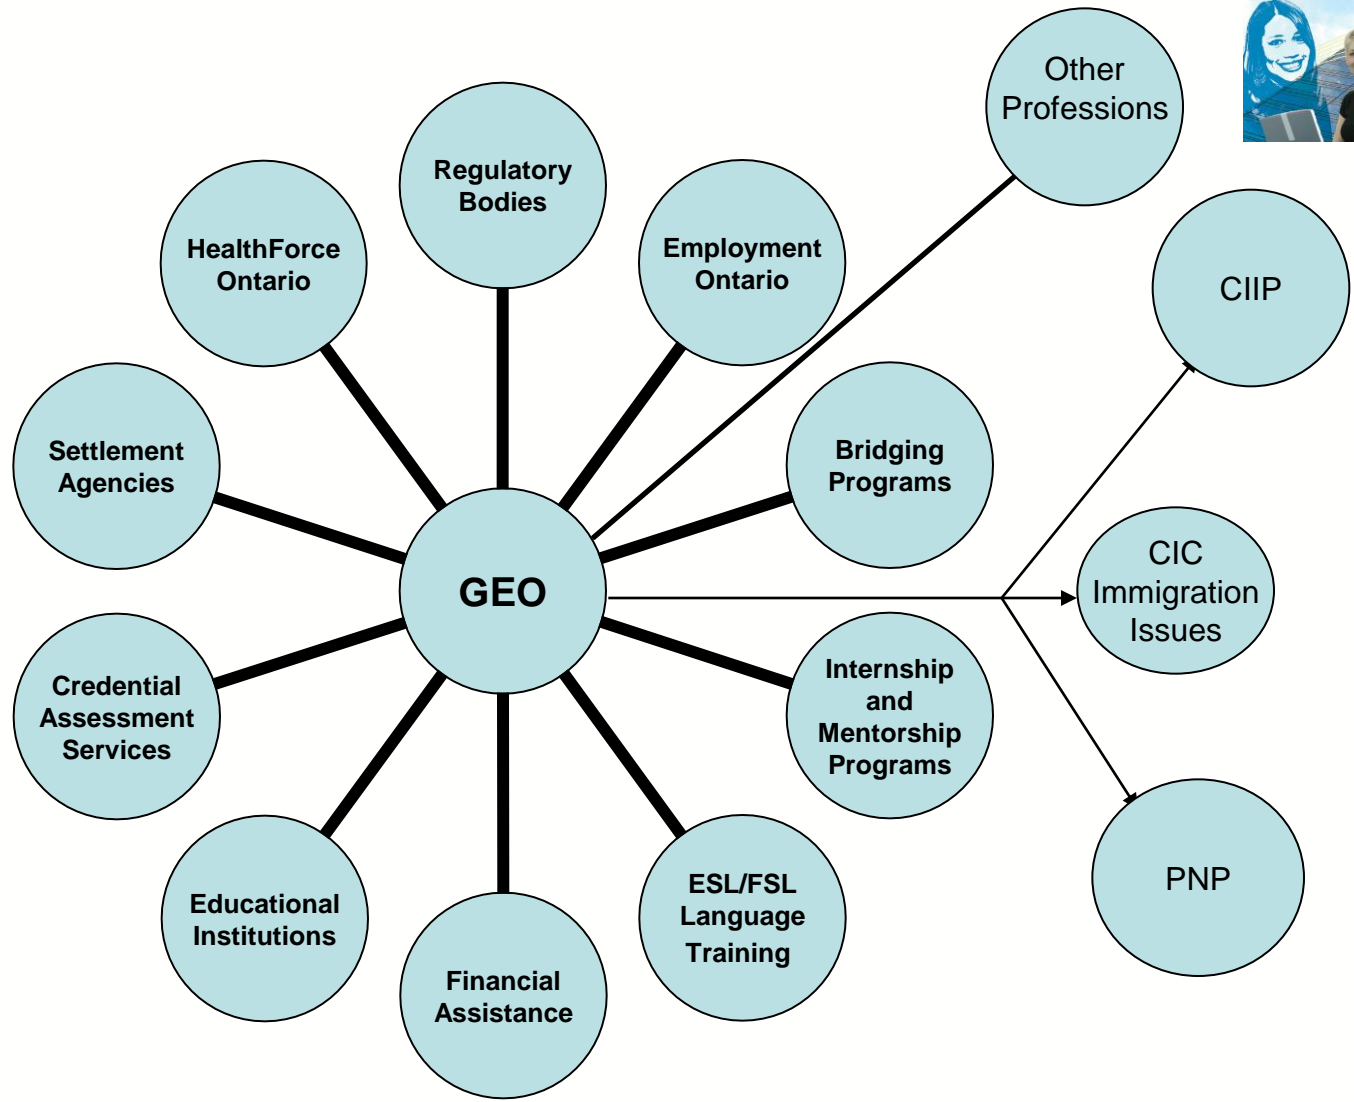 Other
Professions
Regulatory
Bodies
HealthForce
Ontario
Employment
Ontario
CIIP
Settlement
Agencies
Bridging
Programs
GEO
CIC
Immigration
Issues
Credential
Assessment
Services
Internship
and
Mentorship
Programs
Educational
Institutions
ESL/FSL
Language
Training
PNP
Financial
Assistance